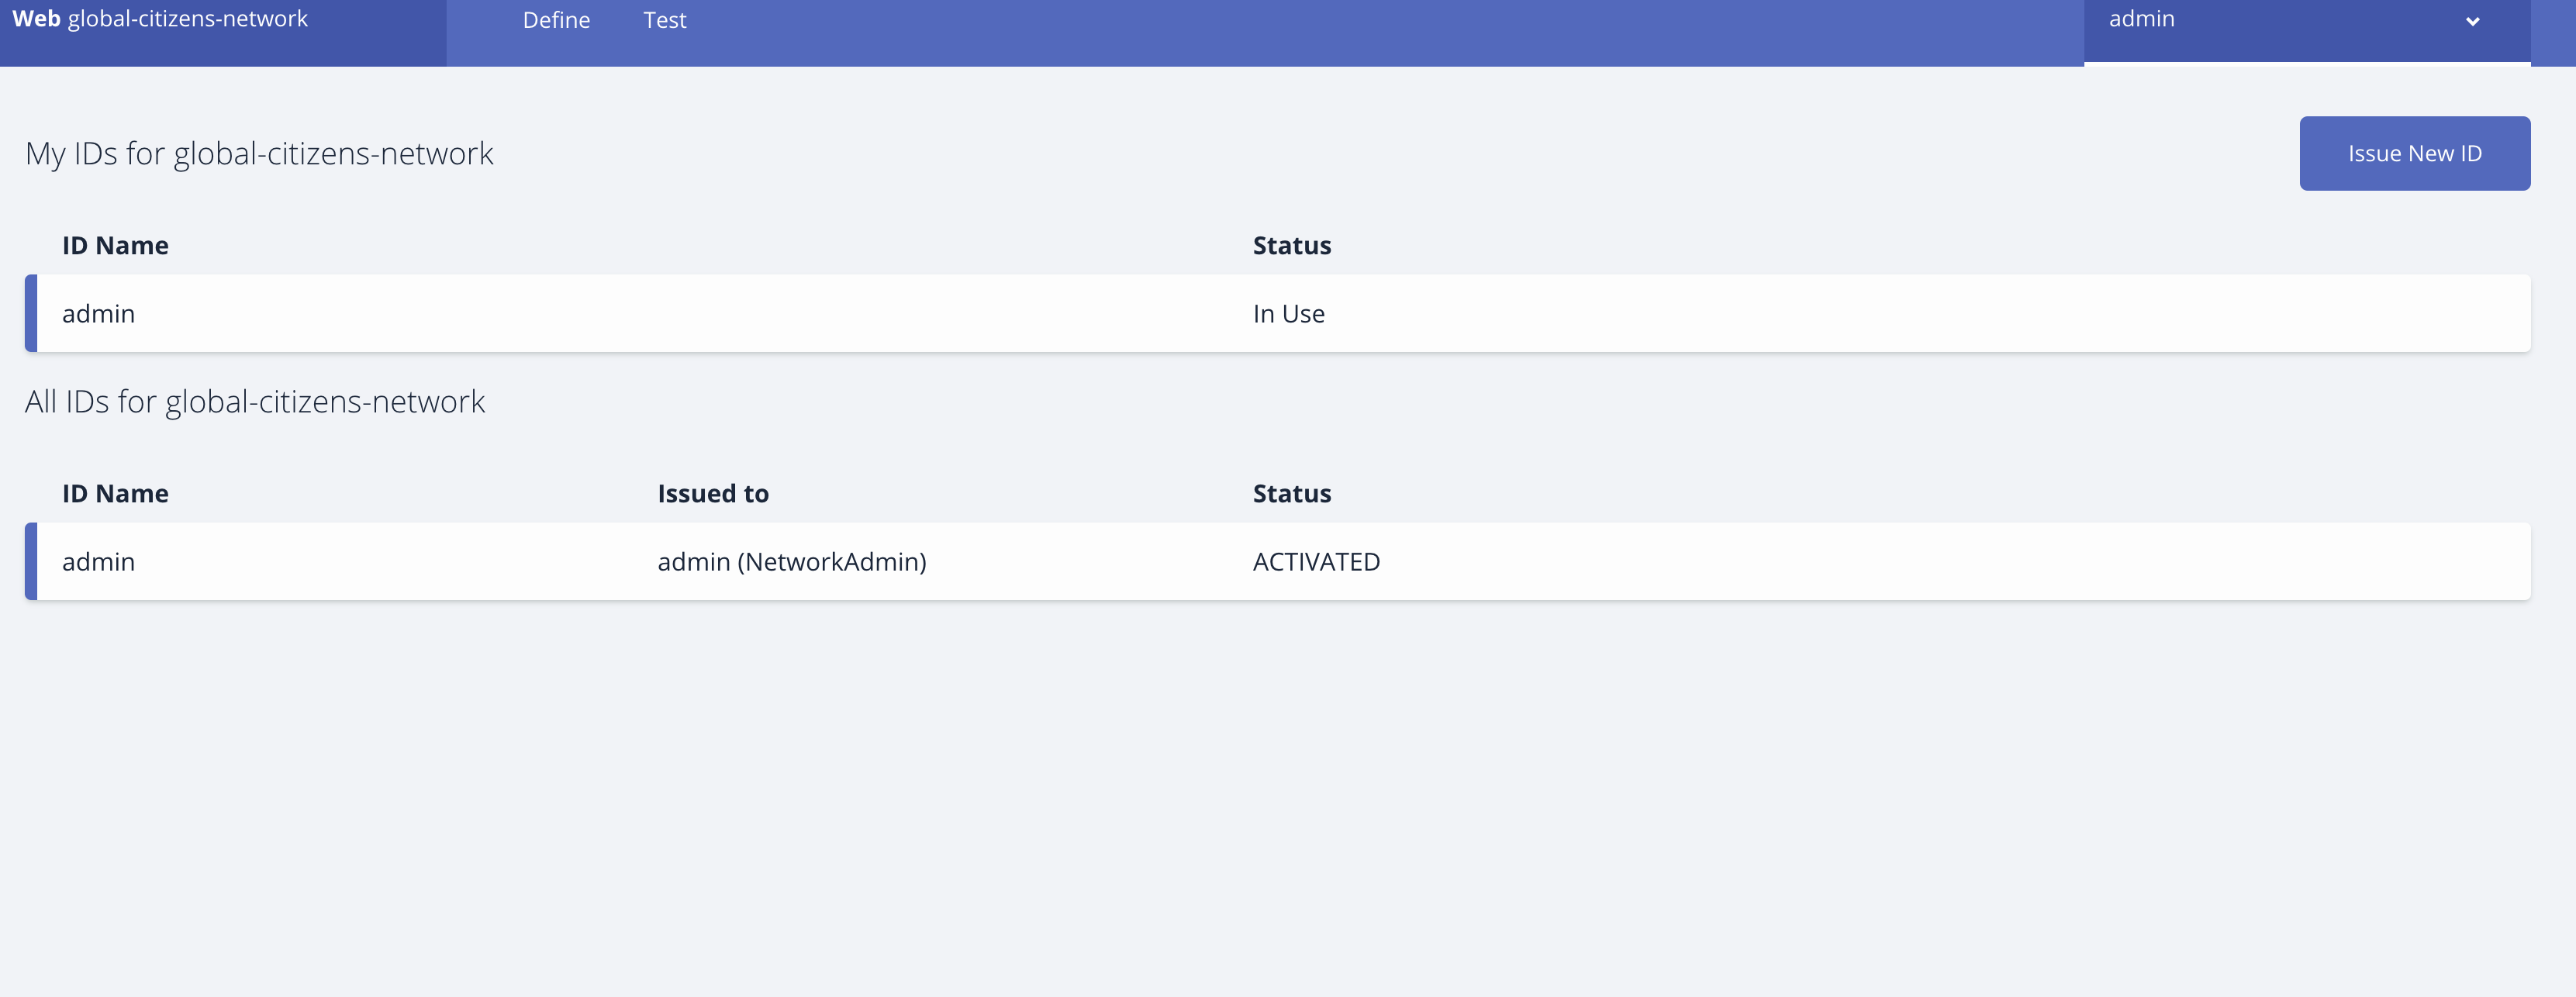 Web global-citizens-network Define Test admin
My IDs for global-citizens-network Issue New ID
ID Name Status
admin In Use
All IDs for global-citizens-network
ID Name Issued to Status
admin admin (NetworkAdmin) ACTIVATED